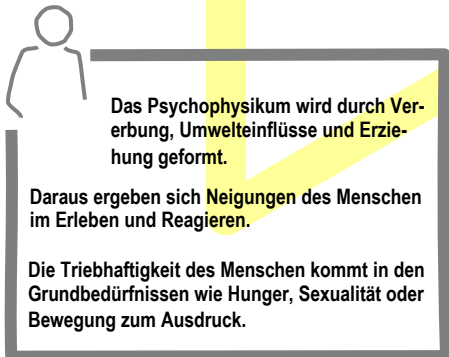 Das Psychophysikum wird durch Ver-
erbung, Umwelteinflüsse und Erzie-
hung geformt.
Daraus ergeben sich Neigungen des Menschen
im Erleben und Reagieren.
Die Triebhaftigkeit des Menschen kommt in den
Grundbedürfnissen wie Hunger, Sexualität oder
Bewegung zum Ausdruck.